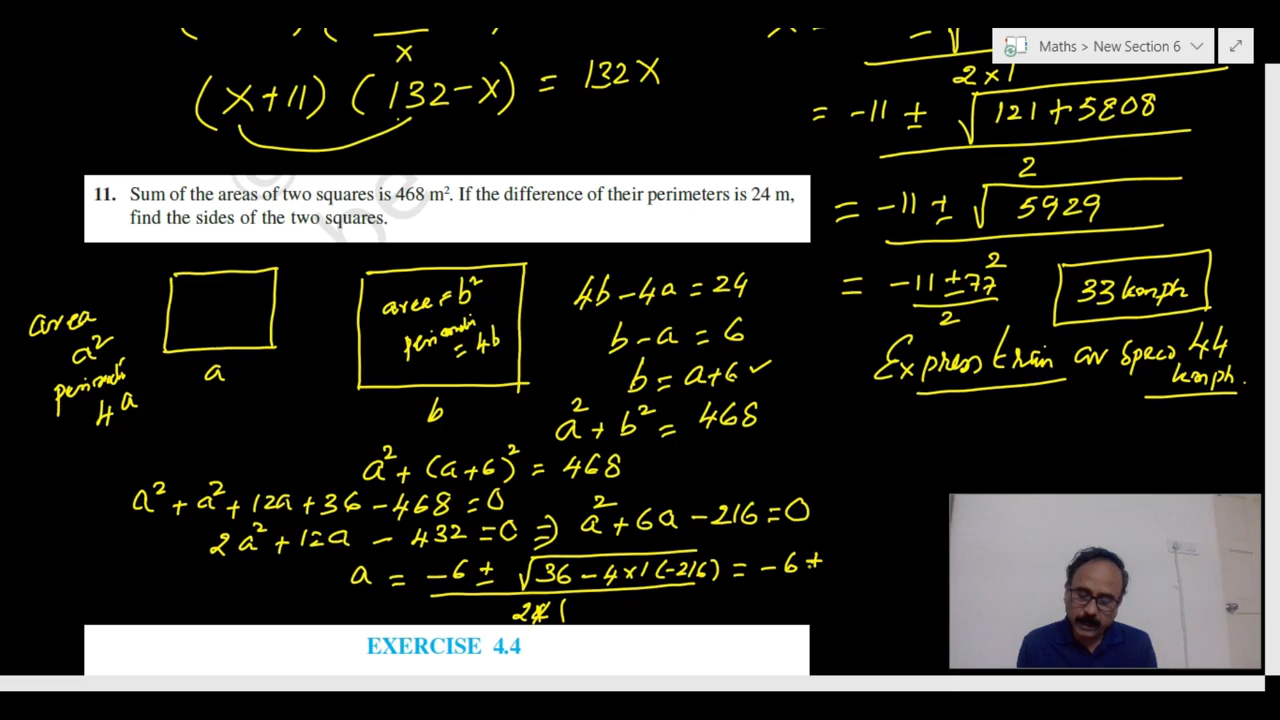 x
(x+11) (132-x) = 132x
11. Sum of the areas of two squares is 468 m². If the difference of their perimeters is 24 m,
find the sides of the two squares.
area
a²
4a
a
area = b²
= 4b
b
4b-4a = 24
b-a = 6
b = a+6 ✓
a² + b² = 468
a² + (a+6)² = 468
a² + a² + 12a + 36 - 468 = 0
2a² + 12a - 432 = 0 ⇒ a² + 6a - 216 = 0
a = -6 ± √36 - 4×1(-216) = -6 ±
2×1
EXERCISE 4.4
Maths > New Section 6
2×1
= -11 ± √121 + 5808
2
= -11 ± √5929
= -11 ± 77
2
2
33 kmph
Express train av speed 44
kmph.